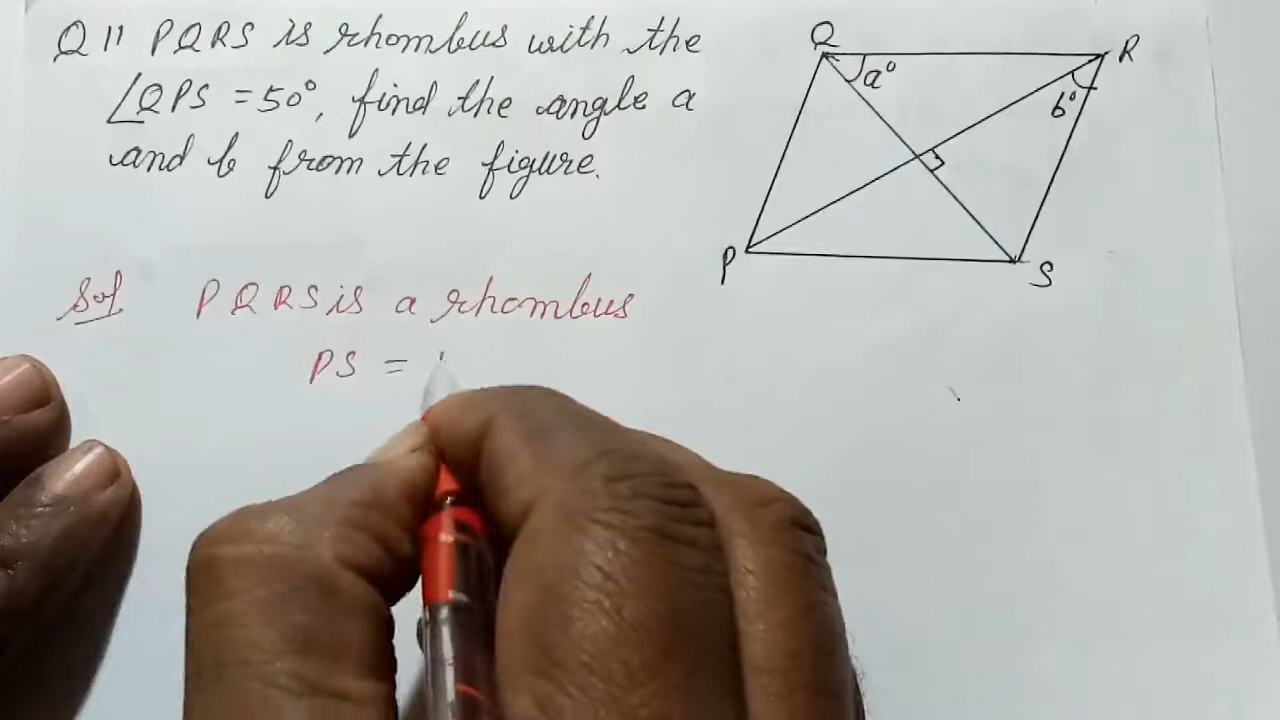 Q 11 PQRS is rhombus with the
∠QPS = 50°, find the angle a
and b from the figure.
Q
R
a°
b°
P
S
Sol PQRS is a rhombus
PS =